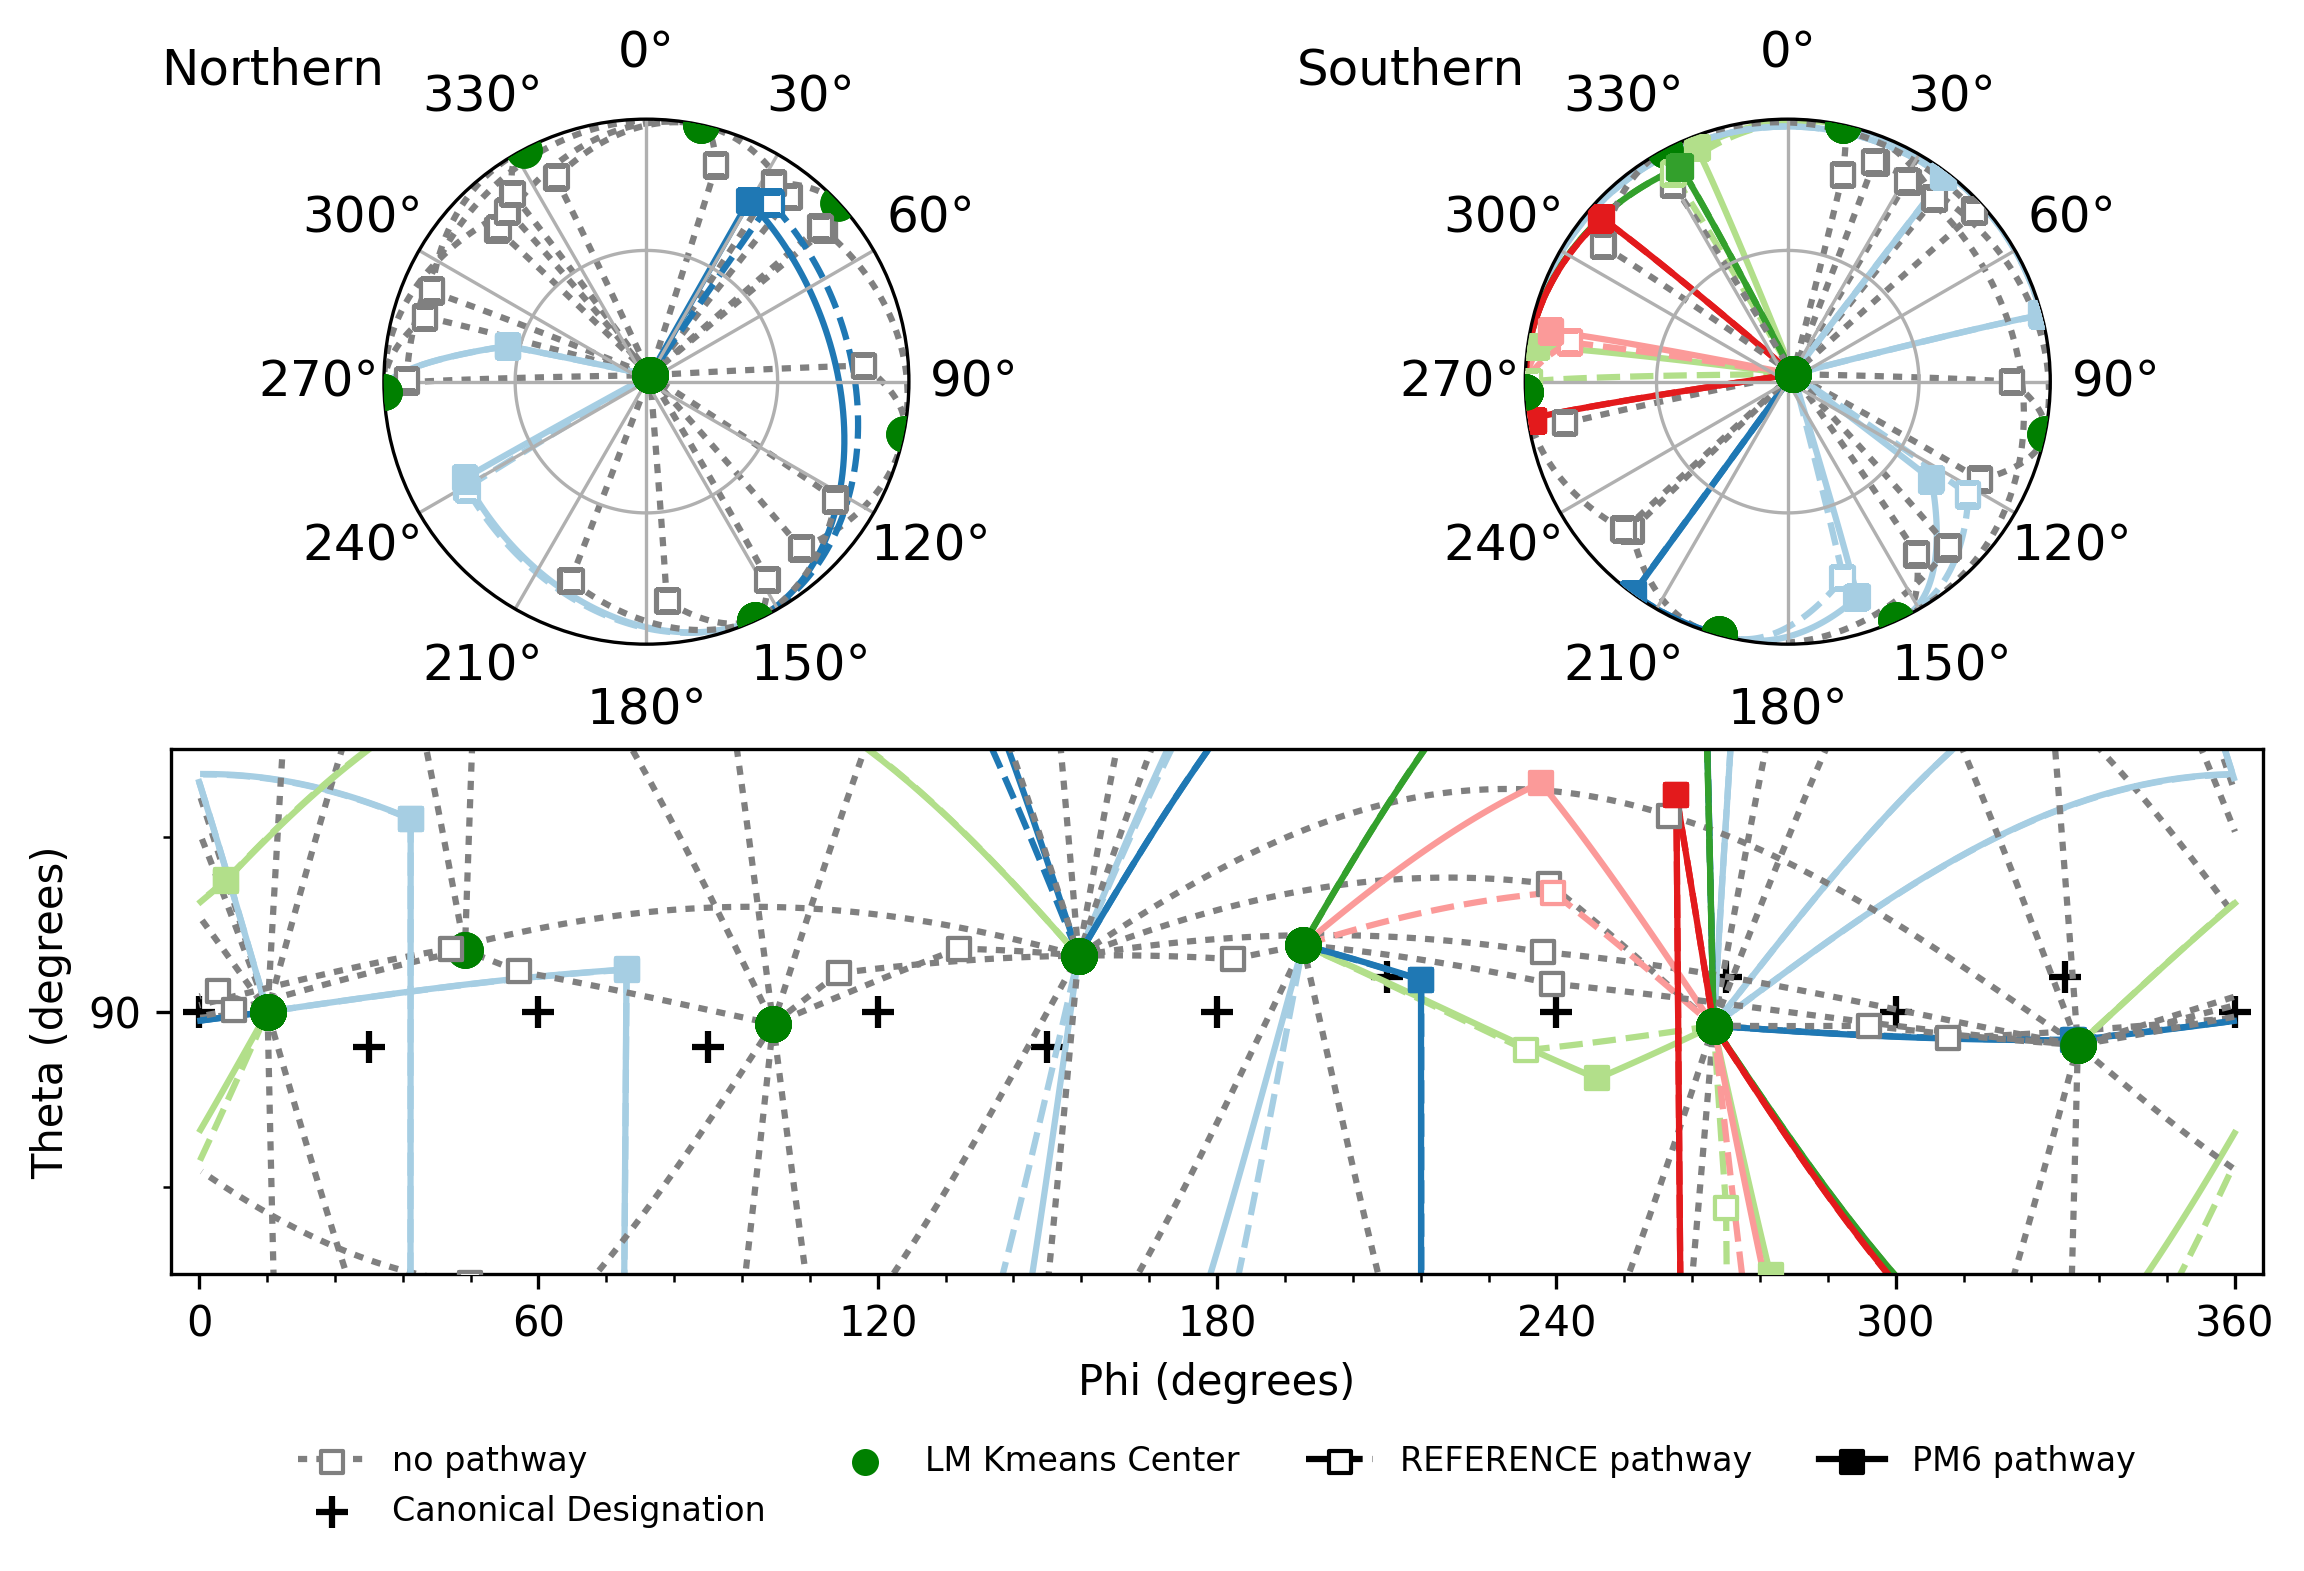 Northern
0°
30°
60°
90°
120°
150°
180°
210°
240°
270°
300°
330°
Southern
0°
30°
60°
90°
120°
150°
180°
210°
240°
270°
300°
330°
Theta (degrees)
90
0 60 120 180 240 300 360
Phi (degrees)
no pathway
Canonical Designation
LM Kmeans Center
REFERENCE pathway
PM6 pathway